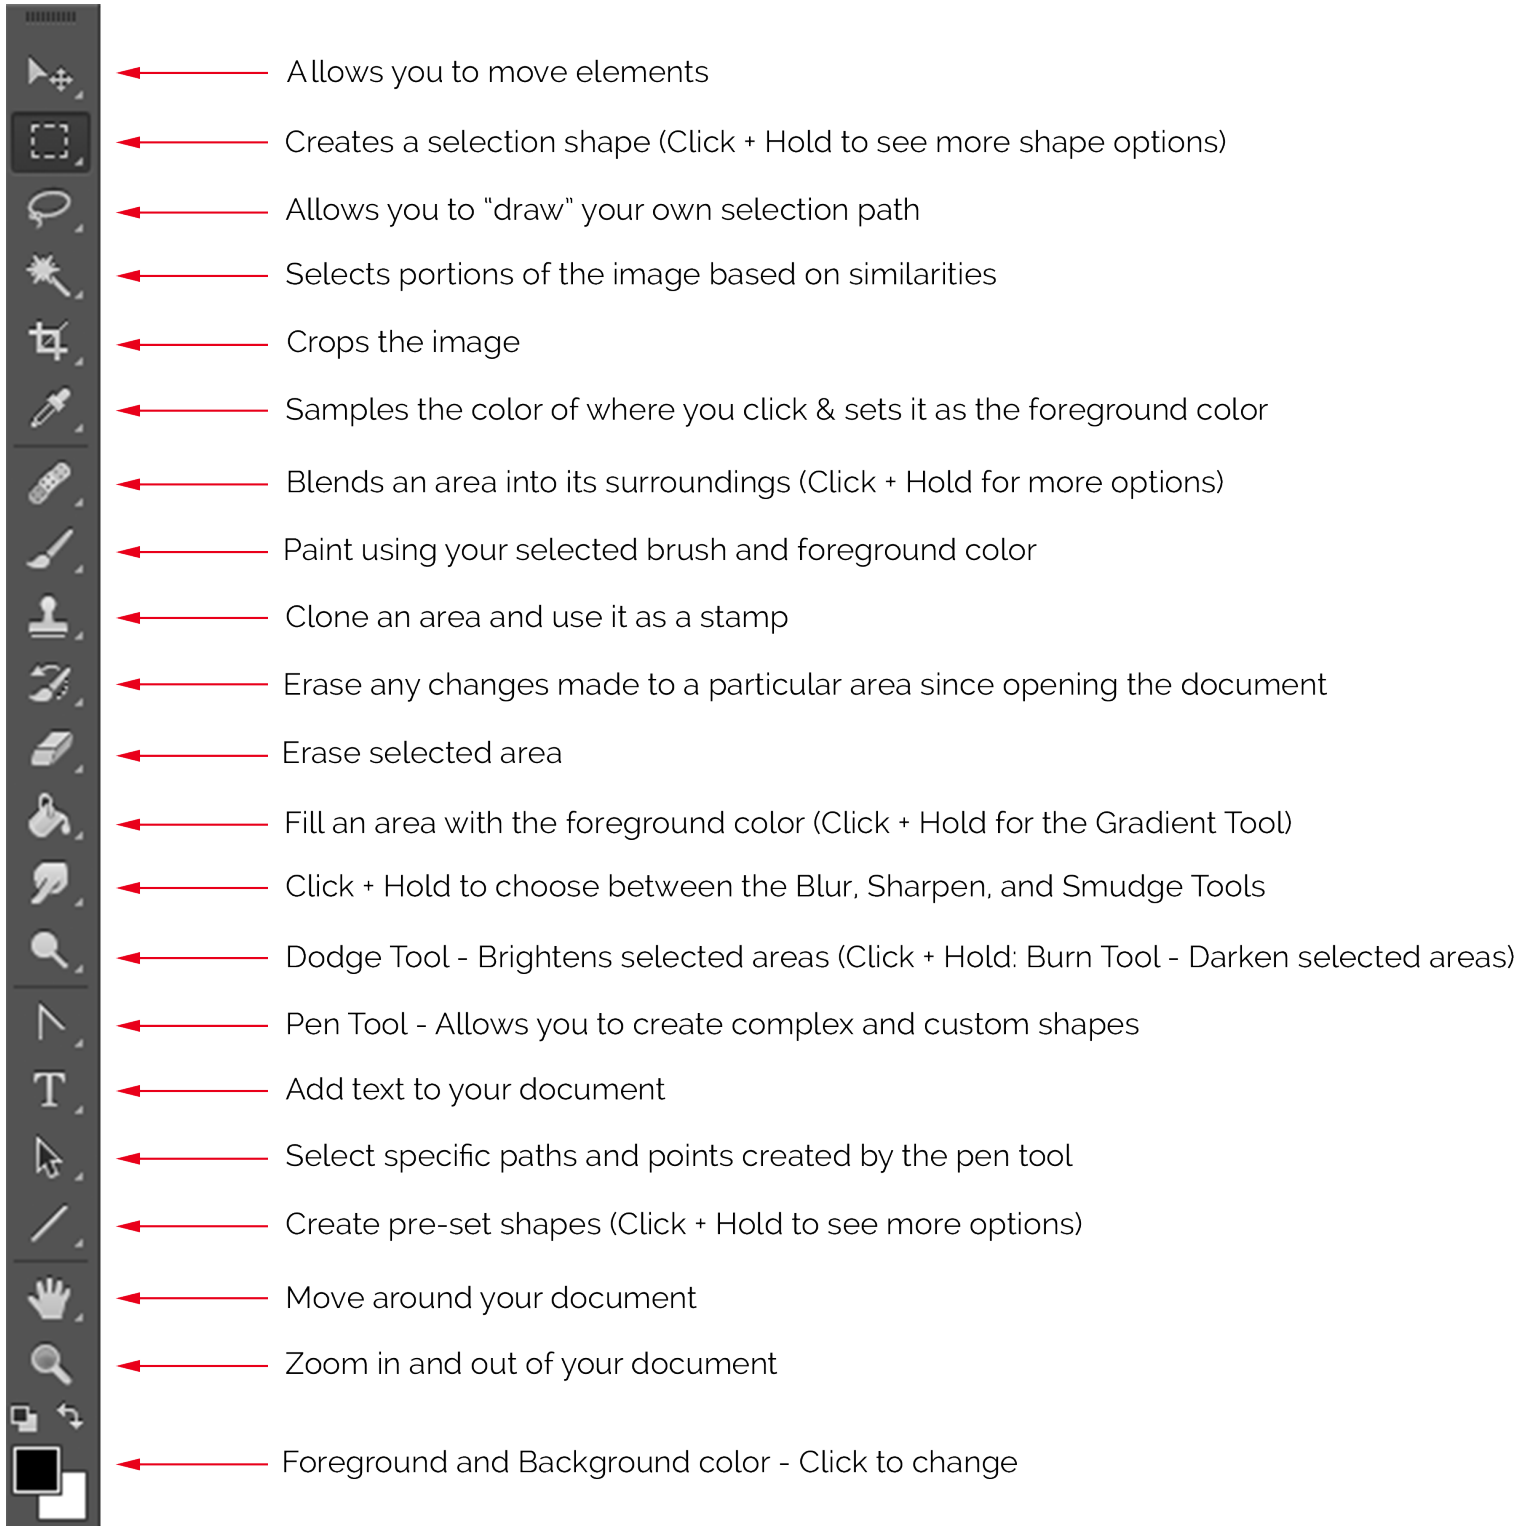 Allows you to move elements
Creates a selection shape (Click + Hold to see more shape options)
Allows you to “draw” your own selection path
Selects portions of the image based on similarities
Crops the image
Samples the color of where you click & sets it as the foreground color
Blends an area into its surroundings (Click + Hold for more options)
Paint using your selected brush and foreground color
Clone an area and use it as a stamp
Erase any changes made to a particular area since opening the document
Erase selected area
Fill an area with the foreground color (Click + Hold for the Gradient Tool)
Click + Hold to choose between the Blur, Sharpen, and Smudge Tools
Dodge Tool - Brightens selected areas (Click + Hold: Burn Tool - Darken selected areas)
Pen Tool - Allows you to create complex and custom shapes
T Add text to your document
Select specific paths and points created by the pen tool
Create pre-set shapes (Click + Hold to see more options)
Move around your document
Zoom in and out of your document
Foreground and Background color - Click to change